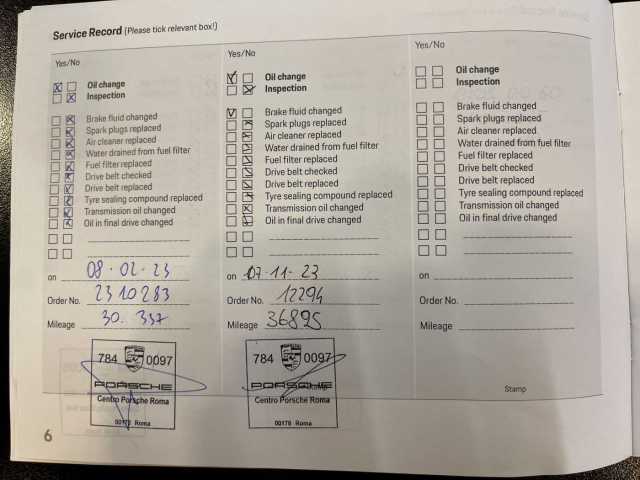 Service Record (Please tick relevant box!)
Yes/No
Oil change
Inspection
Brake fluid changed
Spark plugs replaced
Air cleaner replaced
Water drained from fuel filter
Fuel filter replaced
Drive belt checked
Drive belt replaced
Tyre sealing compound replaced
Transmission oil changed
Oil in final drive changed
on 08.02.23
Order No. 2310283
Mileage 30.337
784 0097
PORSCHE
Centro Porsche Roma
00178 Roma
Yes/No
Oil change
Inspection
Brake fluid changed
Spark plugs replaced
Air cleaner replaced
Water drained from fuel filter
Fuel filter replaced
Drive belt checked
Drive belt replaced
Tyre sealing compound replaced
Transmission oil changed
Oil in final drive changed
on 07-11-23
Order No. 12294
Mileage 36895
784 0097
PORSCHE
Centro Porsche Roma
00178 Roma
Yes/No
Oil change
Inspection
Brake fluid changed
Spark plugs replaced
Air cleaner replaced
Water drained from fuel filter
Fuel filter replaced
Drive belt checked
Drive belt replaced
Tyre sealing compound replaced
Transmission oil changed
Oil in final drive changed
on
Order No.
Mileage
Stamp
6